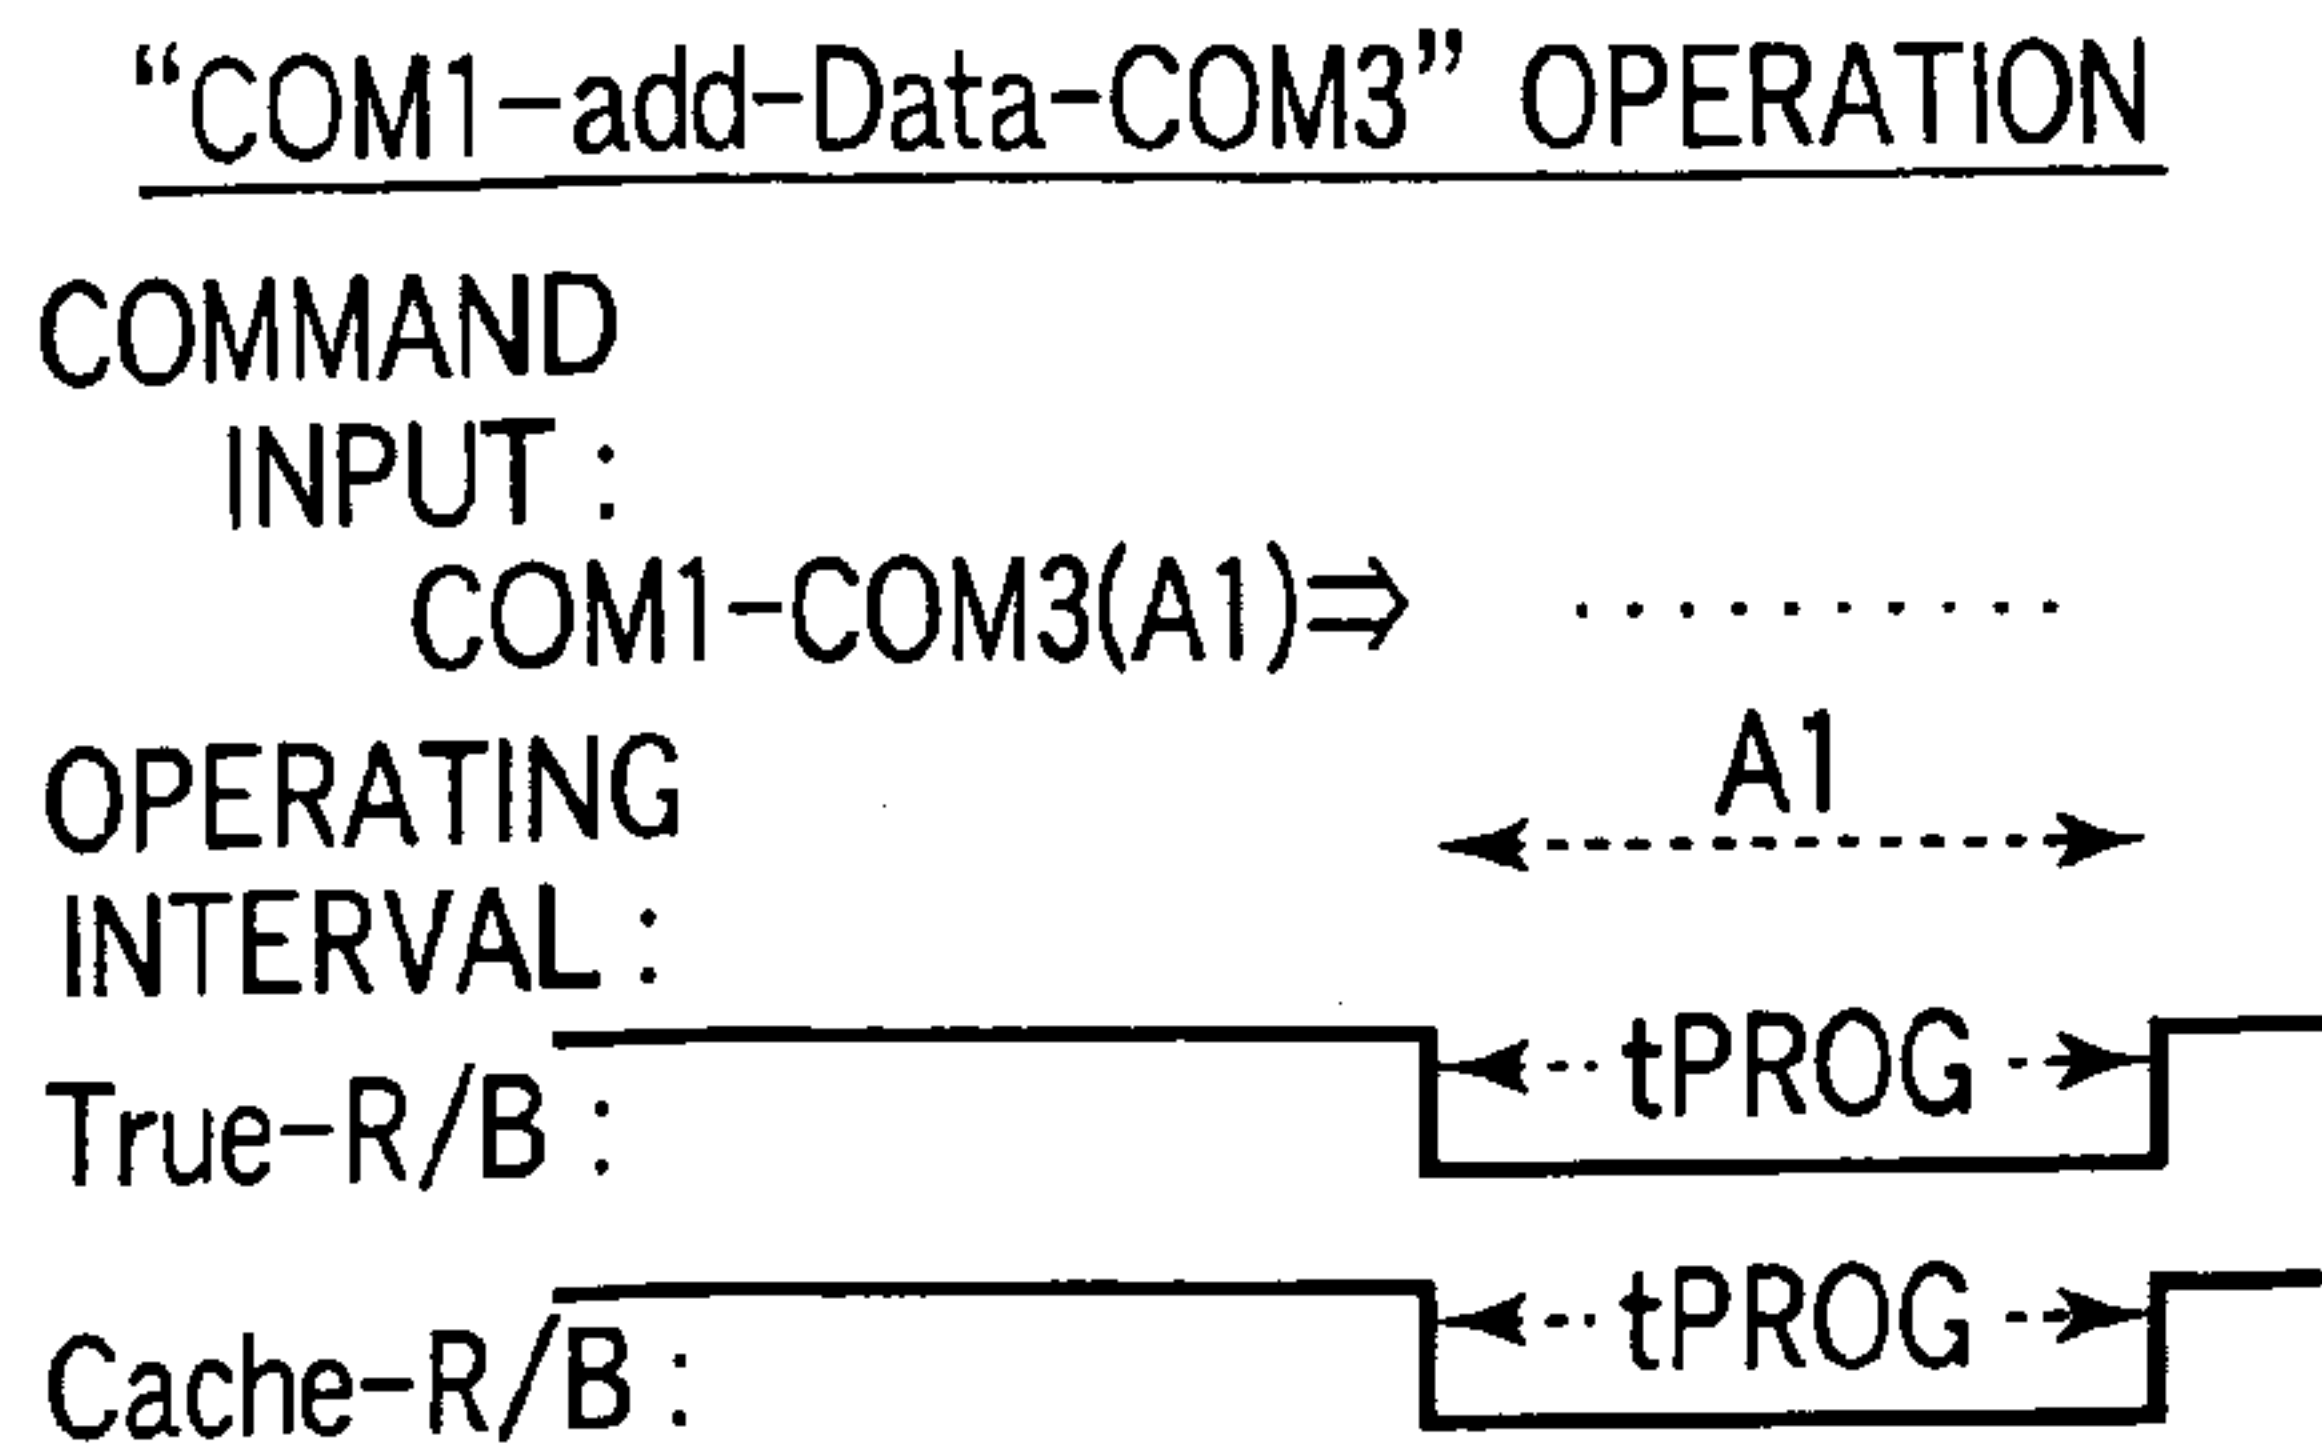 “COM1-add-Data-COM3” OPERATION
COMMAND
INPUT :
COM1-COM3(A1)⇒ ..........
A1
OPERATING
INTERVAL :
tPROG
True-R/B :
tPROG
Cache-R/B :